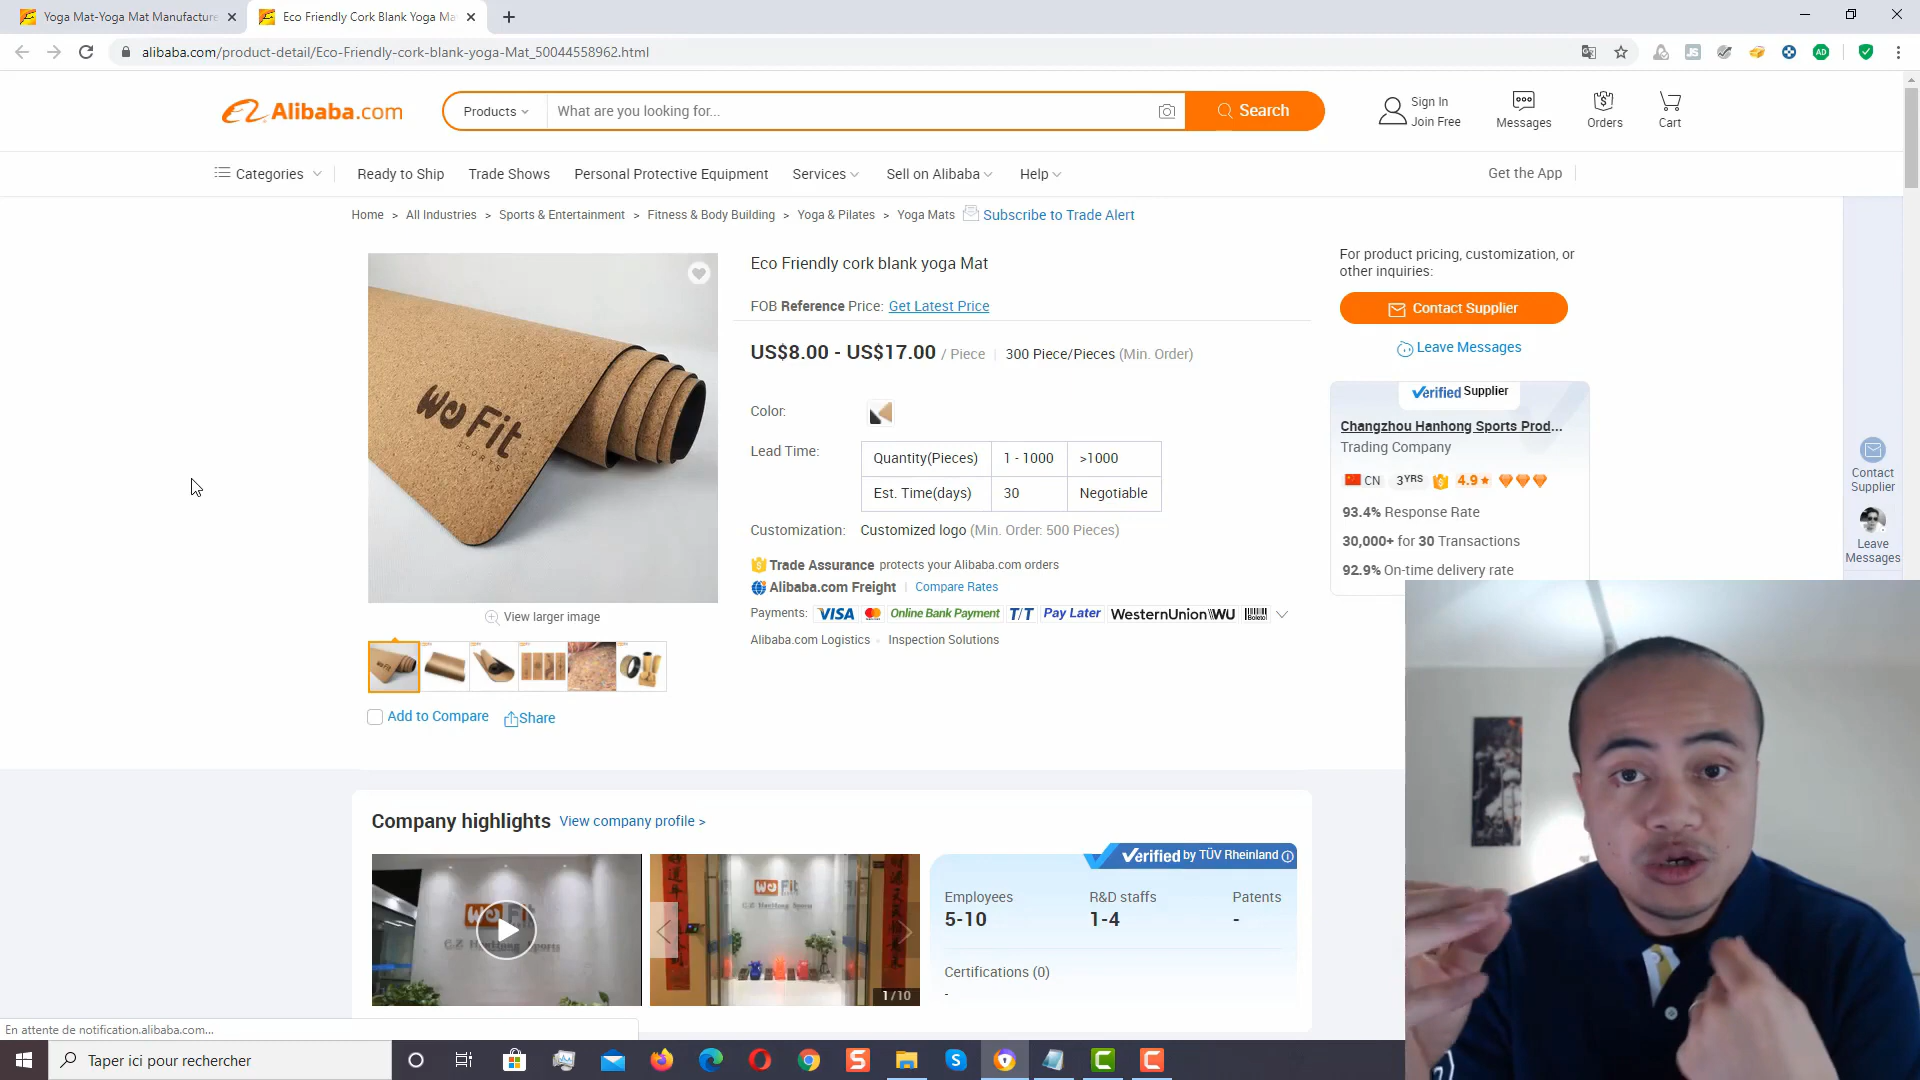 Yoga Mat-Yoga Mat Manufacture
Eco Friendly Cork Blank Yoga Ma
alibaba.com/product-detail/Eco-Friendly-cork-blank-yoga-Mat_50044558962.html
Alibaba.com
Products
What are you looking for...
Search
Sign In
Join Free
Messages
Orders
Cart
Categories
Ready to Ship
Trade Shows
Personal Protective Equipment
Services
Sell on Alibaba
Help
Get the App
Home > All Industries > Sports & Entertainment > Fitness & Body Building > Yoga & Pilates > Yoga Mats
Subscribe to Trade Alert
Wo Fit
Eco Friendly cork blank yoga Mat
FOB Reference Price: Get Latest Price
US$8.00 - US$17.00 / Piece | 300 Piece/Pieces (Min. Order)
Color:
Lead Time:
Quantity(Pieces) 1 - 1000 >1000
Est. Time(days) 30 Negotiable
Customization: Customized logo (Min. Order: 500 Pieces)
Trade Assurance protects your Alibaba.com orders
Alibaba.com Freight | Compare Rates
Payments: VISA Online Bank Payment T/T Pay Later WesternUnion WU Boleto
Alibaba.com Logistics Inspection Solutions
View larger image
Add to Compare
Share
For product pricing, customization, or
other inquiries:
Contact Supplier
Leave Messages
Verified Supplier
Changzhou Hanhong Sports Prod...
Trading Company
CN 3YRS 4.9
93.4% Response Rate
30,000+ for 30 Transactions
92.9% On-time delivery rate
Contact
Supplier
Leave
Messages
Company highlights
View company profile >
Wo Fit
C.Z HanHong Sports
Wo Fit
C.Z HanHong Sports
1/10
Verified by TÜV Rheinland
Employees
5-10
R&D staffs
1-4
Patents
-
Certifications (0)
-
En attente de notification.alibaba.com...
Taper ici pour rechercher